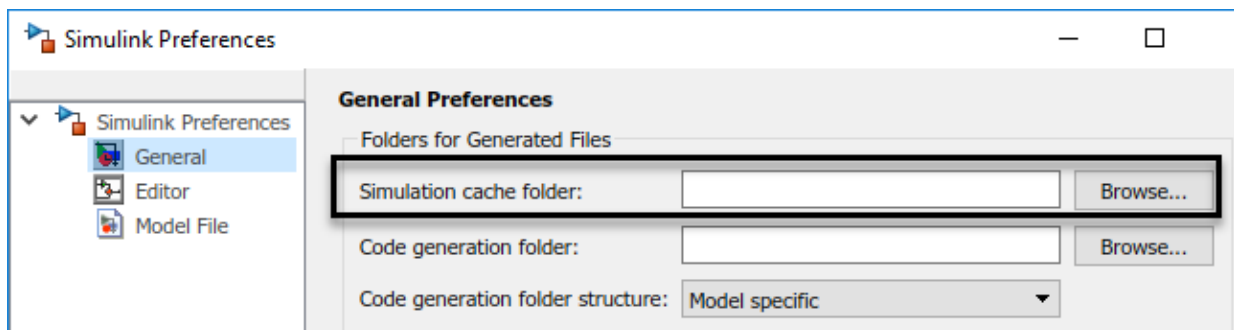 Simulink Preferences
Simulink Preferences
General
Editor
Model File
General Preferences
Folders for Generated Files
Simulation cache folder: Browse...
Code generation folder: Browse...
Code generation folder structure: Model specific